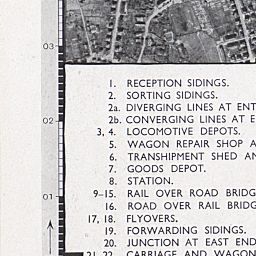 03
1. RECEPTION SIDINGS.
2. SORTING SIDINGS.
2a. DIVERGING LINES AT ENT
02
2b. CONVERGING LINES AT E
3, 4. LOCOMOTIVE DEPOTS.
5. WAGON REPAIR SHOP A
6. TRANSHIPMENT SHED AN
7. GOODS DEPOT.
8. STATION.
01
9–15. RAIL OVER ROAD BRIDG
16. ROAD OVER RAIL BRIDG
17, 18. FLYOVERS.
19. FORWARDING SIDINGS.
20. JUNCTION AT EAST END
21, 22. CARRIAGE AND WAGON